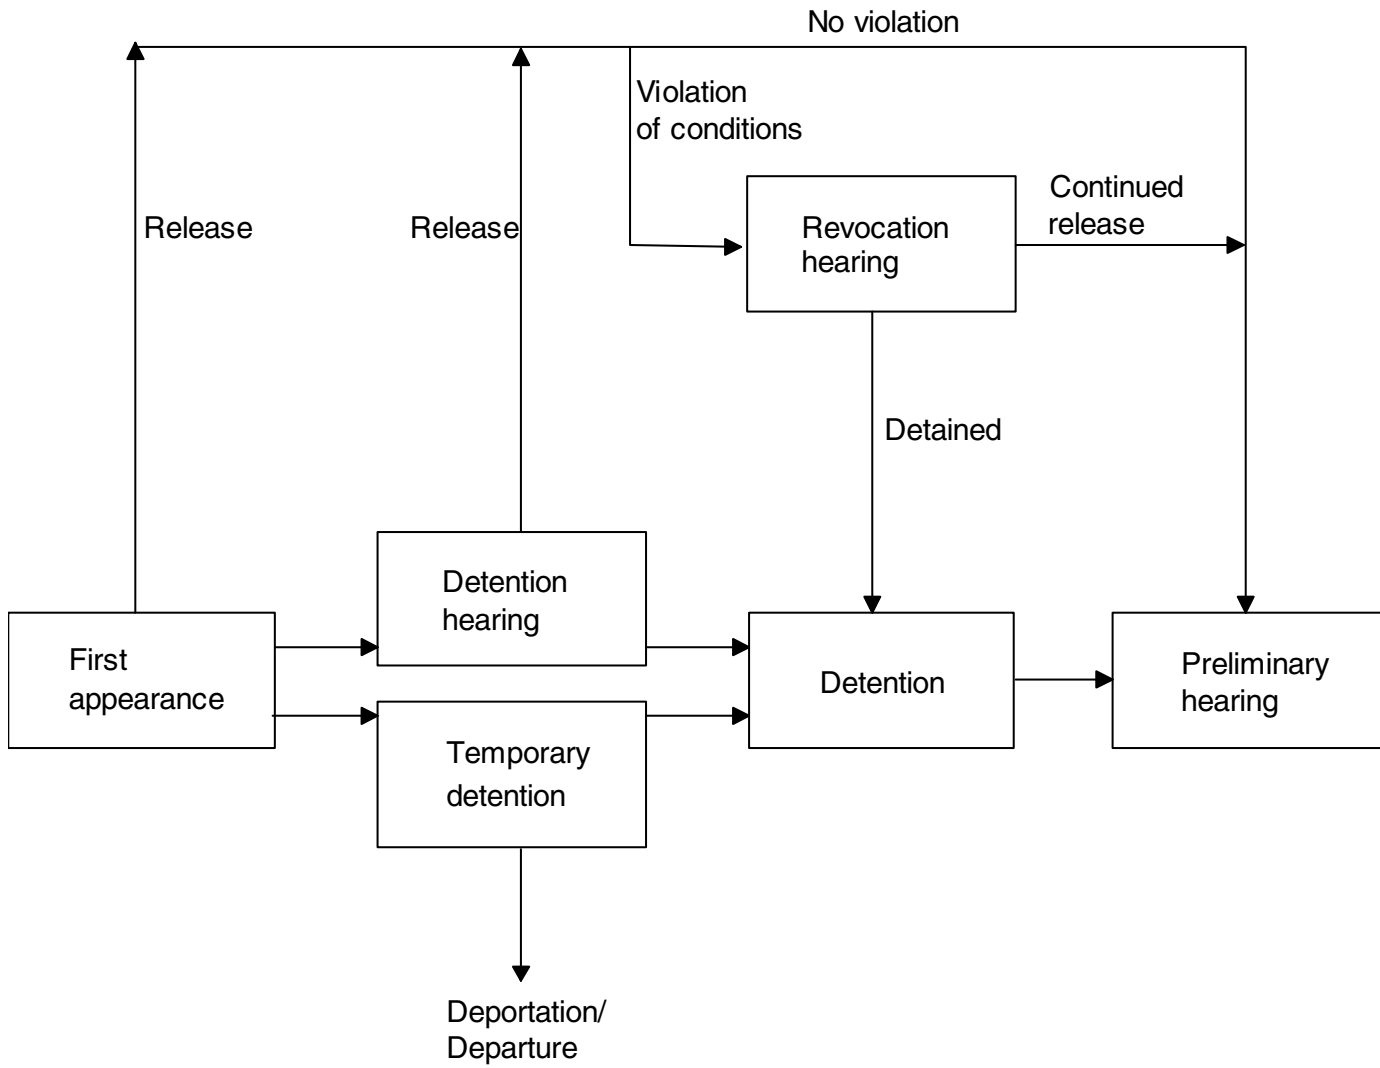 No violation
Violation
of conditions
Release
Release
Revocation
hearing
Continued
release
Detained
Detention
hearing
First
appearance
Temporary
detention
Detention
Preliminary
hearing
Deportation/
Departure